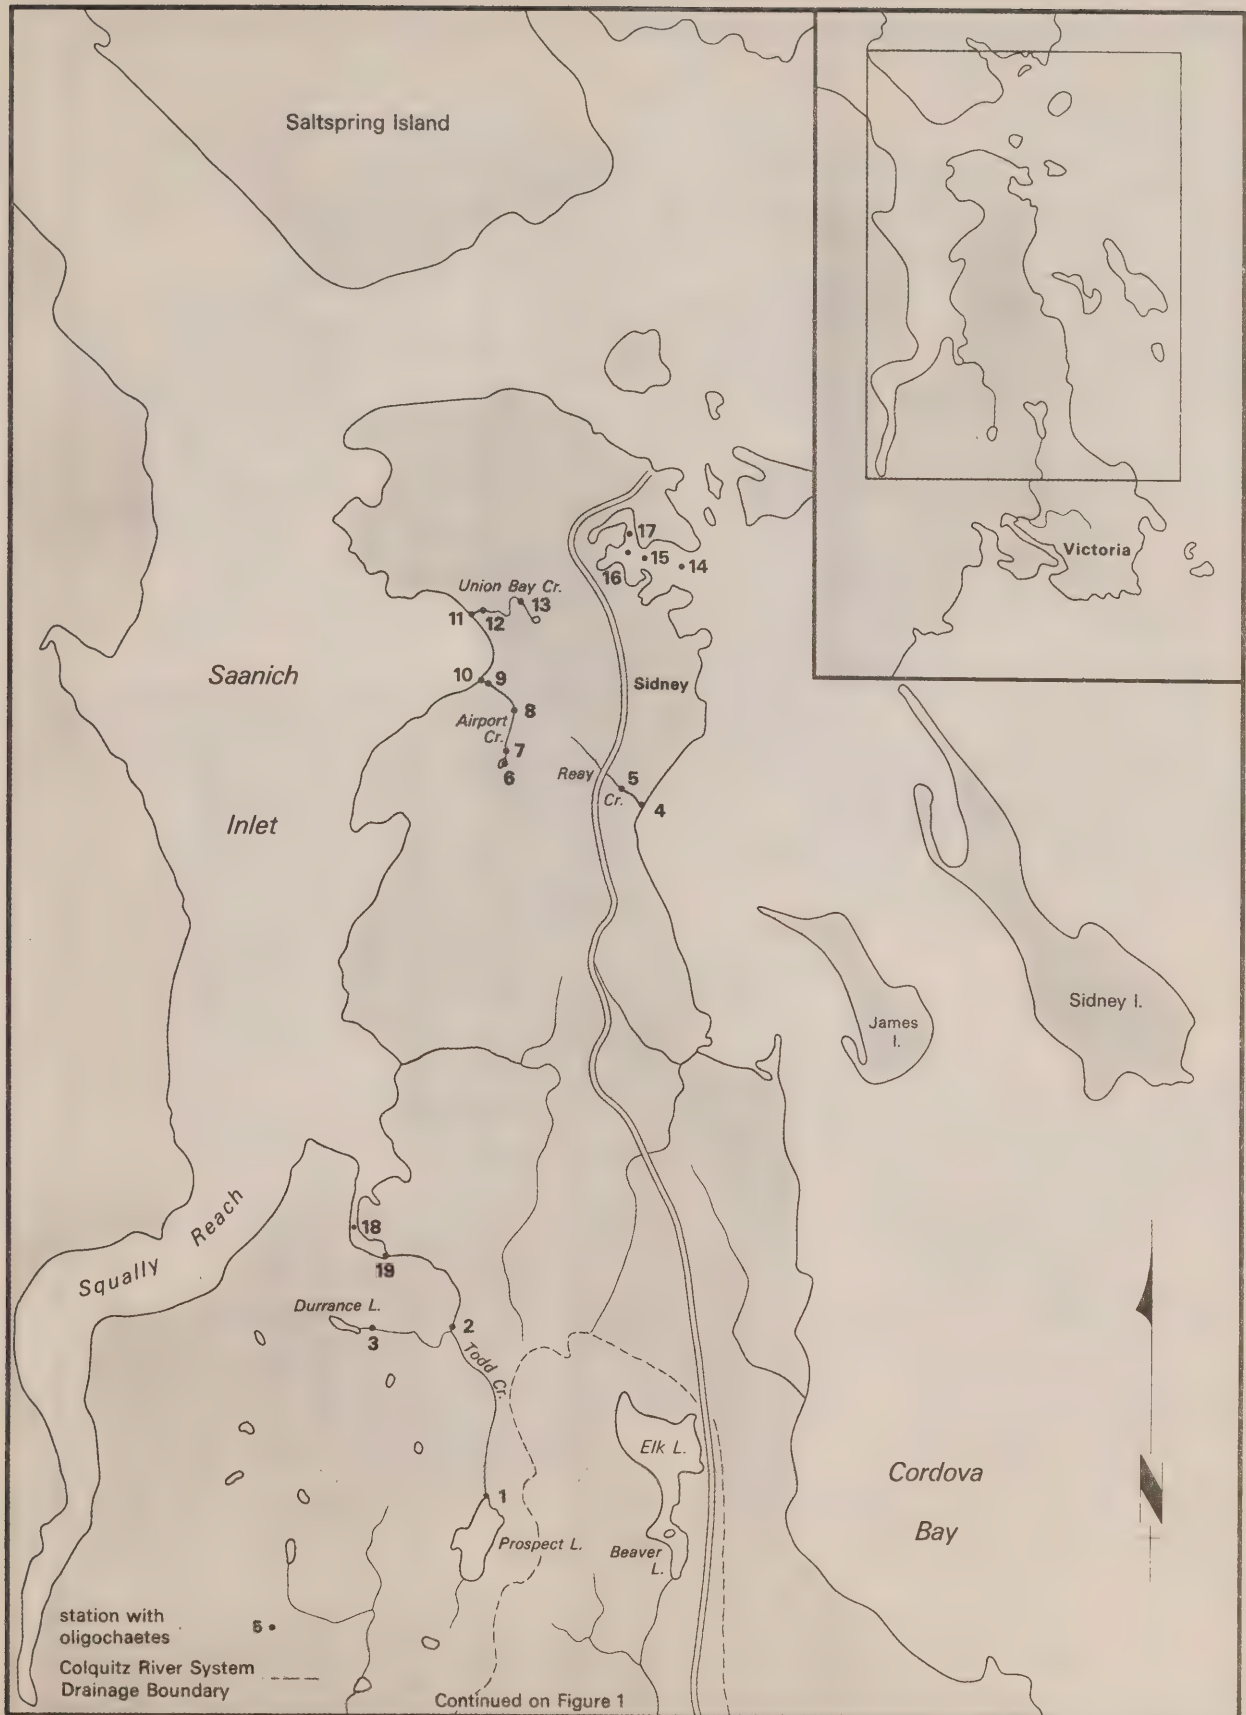 Saltspring Island
Victoria
17
15
14
16
Union Bay Cr.
13
11
12
Saanich
10
9
Sidney
8
Airport
Cr.
7
6
Reay
5
Cr.
4
Inlet
Sidney I.
James
I.
Squally Reach
18
19
Durrance L.
3
2
Todd Cr.
Elk L.
Cordova
Bay
1
Prospect L.
Beaver
L.
N
station with
oligochaetes
5
Colquitz River System
Drainage Boundary
Continued on Figure 1